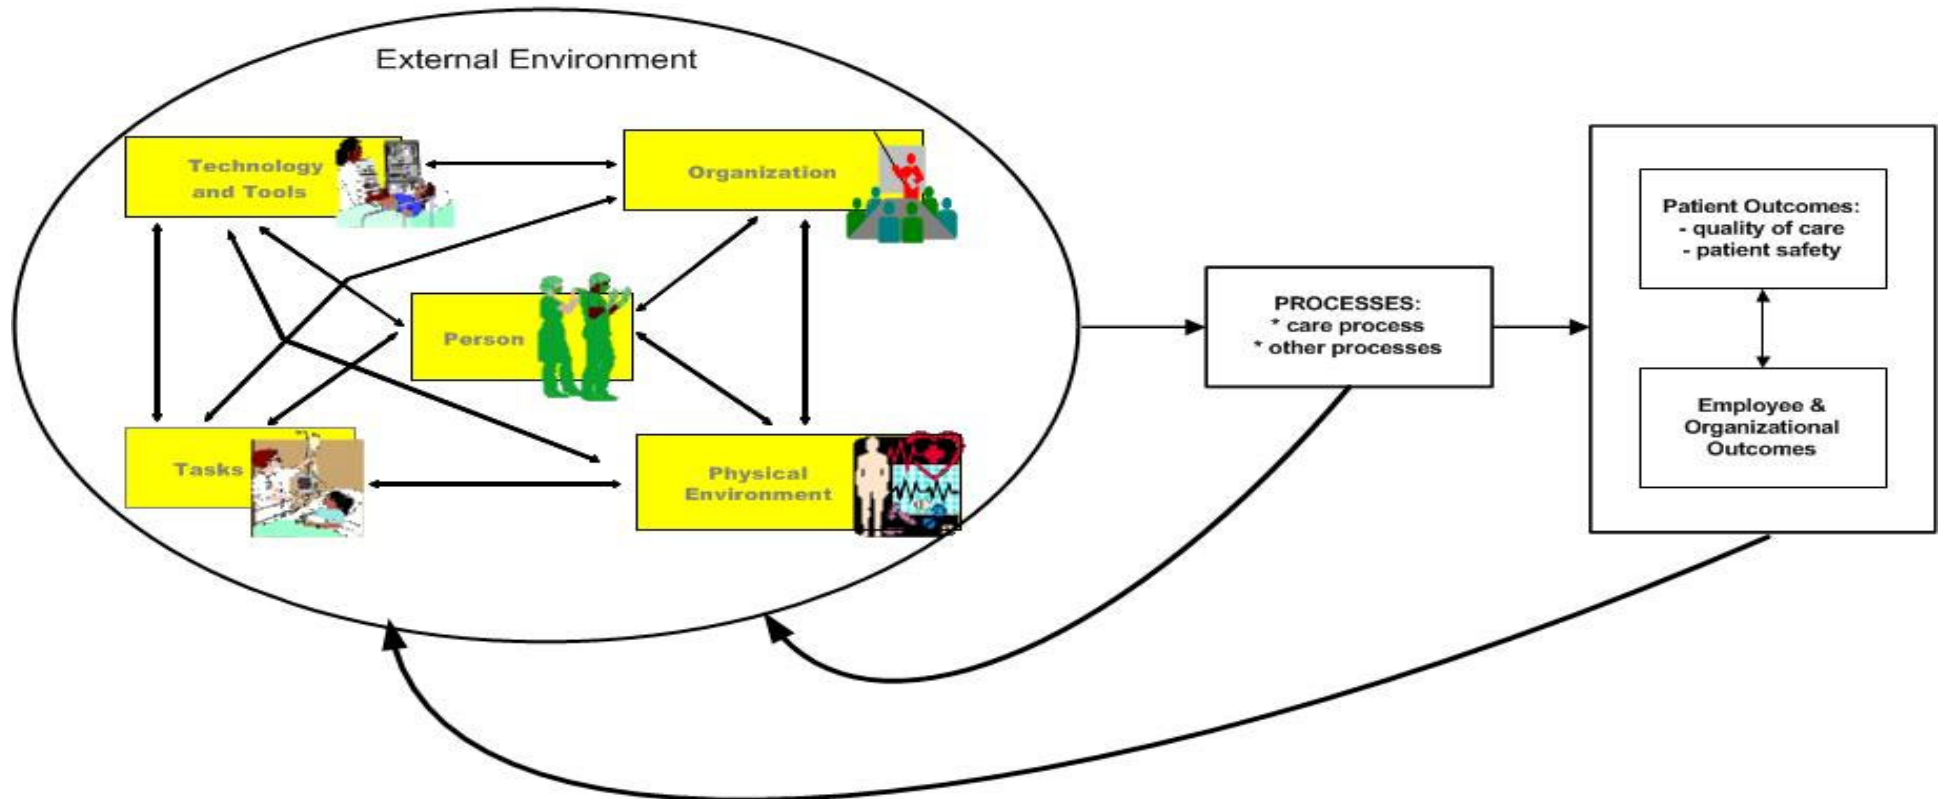 External Environment
Technology
and Tools
Organization
Person
Tasks
Physical
Environment
PROCESSES:
* care process
* other processes
Patient Outcomes:
- quality of care
- patient safety
Employee &
Organizational
Outcomes